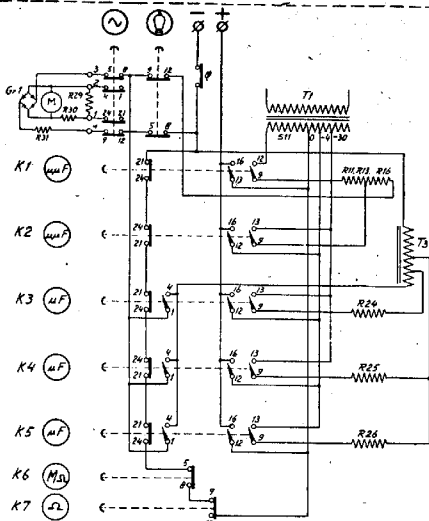 ~ − +
3 5 8 9 12
2 4
Gr1 M R29
R30 1 24 21
R31 4 9 12 5 8
T1
S11 0 -4 -30
K1 µµF 21 24 16 13 12 9 R11, R13, R16
K2 µµF 24 21 16 12 13 9
T3
K3 µF 21 24 4 1 16 12 13 9 R24
K4 µF 24 21 4 1 16 12 13 9 R25
K5 µF 21 24 4 1 16 12 13 9 R26
K6 MΩ 5 8
K7 Ω 9